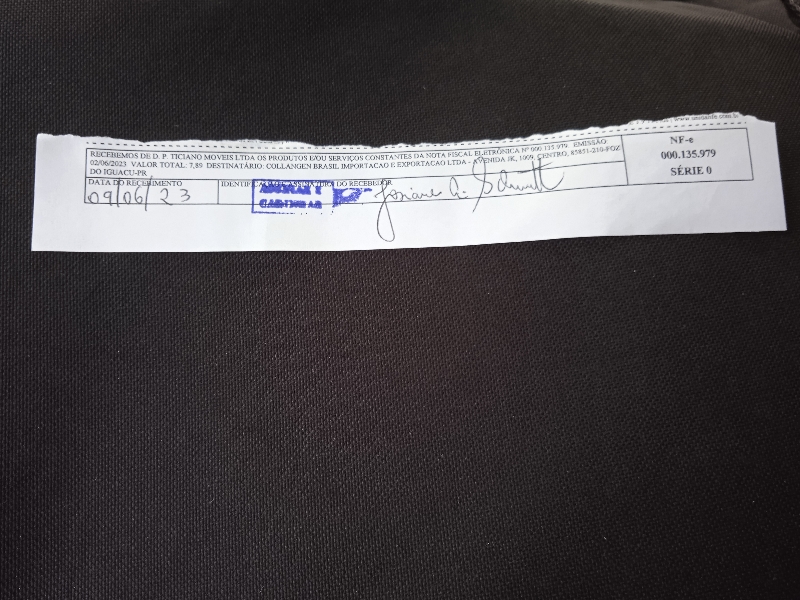 RECEBEMOS DE D. P. TICIANO MOVEIS LTDA OS PRODUTOS E/OU SERVIÇOS CONSTANTES DA NOTA FISCAL ELETRÔNICA Nº 000.135.979 EMISSÃO
02/06/2023 VALOR TOTAL: 7,89 DESTINATÁRIO: COLLANGEN BRASIL IMPORTACAO E EXPORTACAO LTDA - AVENIDA JK, 1009, CENTRO, 85851-210-FOZ
DO IGUACU-PR
NF-e
000.135.979
SÉRIE 0
DATA DO RECEBIMENTO
09/06/23
DO RECEBEDOR